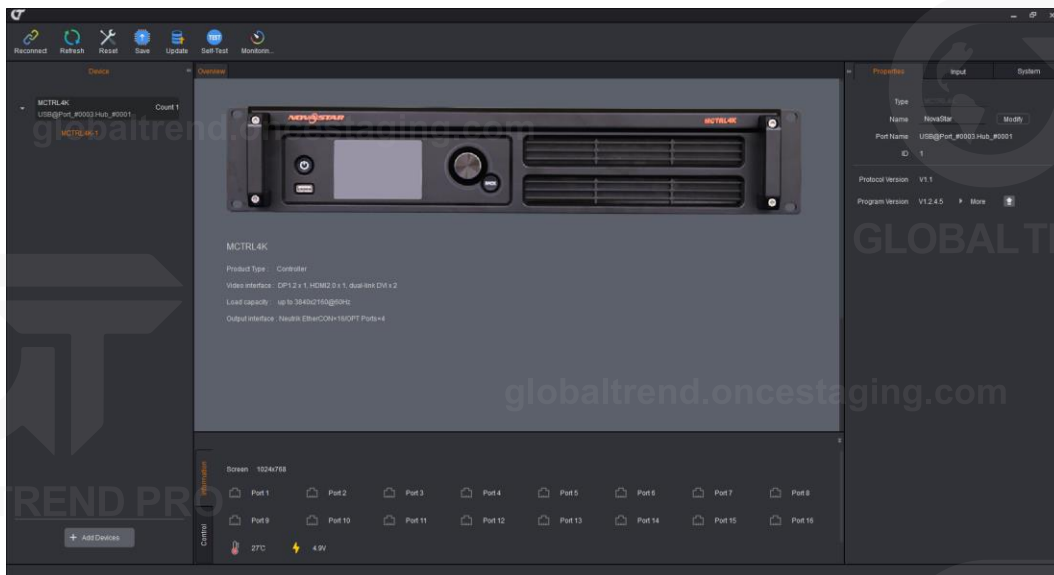 Reconnect Refresh Reset Save Update Self-Test Monitorin...
Device
MCTRL4K Count 1
USB@Port_#0003.Hub_#0001
MCTRL4K-1
+ Add Devices
Overview
NOVASTAR MCTRL4K
BACK
MCTRL4K
Product Type : Controller
Video interface : DP1.2 x 1, HDMI2.0 x 1, dual-link DVI x 2
Load capacity : up to 3840x2160@60Hz
Output interface : Neutrik EtherCON×16/OPT Ports×4
Information
Control
Screen 1024x768
Port 1 Port 2 Port 3 Port 4 Port 5 Port 6 Port 7 Port 8
Port 9 Port 10 Port 11 Port 12 Port 13 Port 14 Port 15 Port 16
27°C 4.9V
Properties Input System
Type MCTRL4K
Name NovaStar Modify
Port Name USB@Port_#0003.Hub_#0001
ID 1
Protocol Version V1.1
Program Version V1.2.4.5 More
globaltrend.oncestaging.com
GLOBAL T
globaltrend.oncestaging.com
TREND PRO